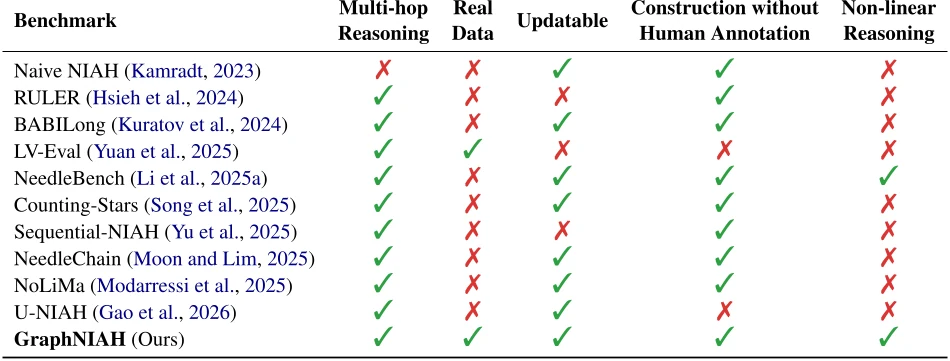 Benchmark Multi-hop Reasoning Real Data Updatable Construction without Human Annotation Non-linear Reasoning
Naive NIAH (Kamradt, 2023) ✗ ✗ ✓ ✓ ✗
RULER (Hsieh et al., 2024) ✓ ✗ ✗ ✓ ✗
BABILong (Kuratov et al., 2024) ✓ ✗ ✓ ✓ ✗
LV-Eval (Yuan et al., 2025) ✓ ✓ ✗ ✗ ✗
NeedleBench (Li et al., 2025a) ✓ ✗ ✓ ✓ ✓
Counting-Stars (Song et al., 2025) ✓ ✗ ✓ ✓ ✗
Sequential-NIAH (Yu et al., 2025) ✓ ✗ ✗ ✓ ✗
NeedleChain (Moon and Lim, 2025) ✓ ✗ ✓ ✓ ✗
NoLiMa (Modarressi et al., 2025) ✓ ✗ ✓ ✓ ✗
U-NIAH (Gao et al., 2026) ✓ ✗ ✓ ✗ ✗
GraphNIAH (Ours) ✓ ✓ ✓ ✓ ✓